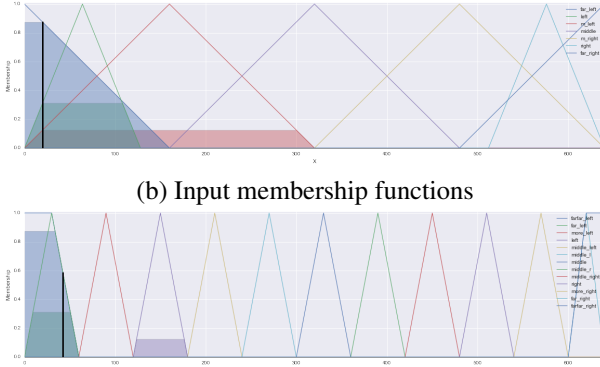 1.0
0.8
0.6
0.4
0.2
0.0
Membership
0
100
200
300
400
500
600
X
far_left
left
m_left
middle
m_right
right
far_right
(b) Input membership functions
1.0
0.8
0.6
0.4
0.2
0.0
Membership
0
100
200
300
400
500
600
farfar_left
far_left
more_left
left
middle_left
middle_l
middle
middle_r
middle_right
right
more_right
far_right
farfar_right